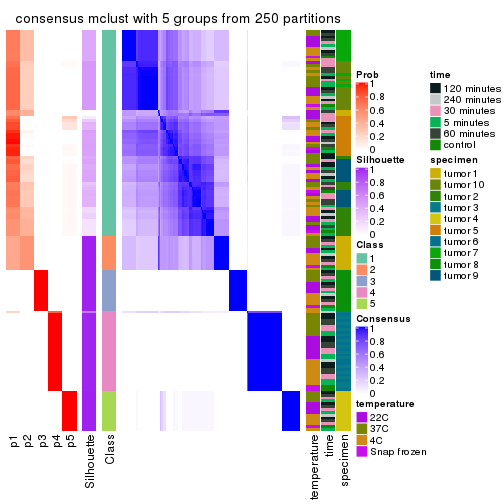 consensus mclust with 5 groups from 250 partitions
Prob
1
0.8
0.6
0.4
0.2
0
Silhouette
1
0.8
0.6
0.4
0.2
0
Class
1
2
3
4
5
Consensus
1
0.8
0.6
0.4
0.2
0
temperature
22C
37C
4C
Snap frozen
time
120 minutes
240 minutes
30 minutes
5 minutes
60 minutes
control
specimen
tumor 1
tumor 10
tumor 2
tumor 3
tumor 4
tumor 5
tumor 6
tumor 7
tumor 8
tumor 9
p1
p2
p3
p4
p5
Silhouette
Class
temperature
time
specimen